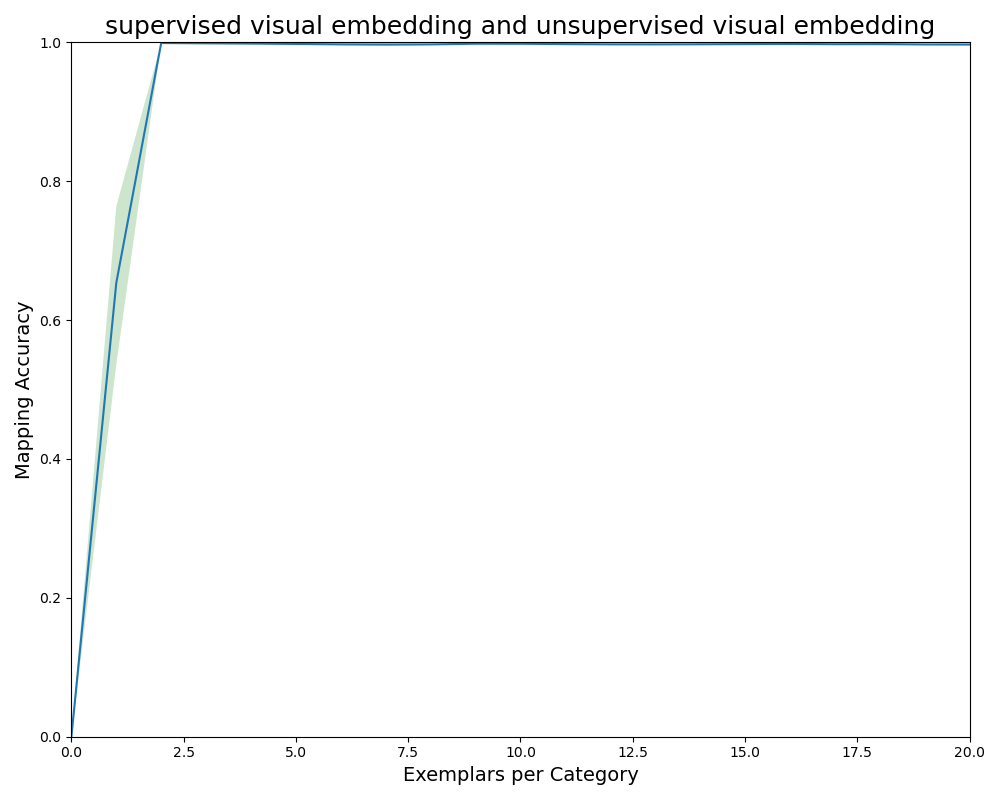 supervised visual embedding and unsupervised visual embedding
1.0
0.8
0.6
0.4
0.2
0.0
Mapping Accuracy
0.0 2.5 5.0 7.5 10.0 12.5 15.0 17.5 20.0
Exemplars per Category